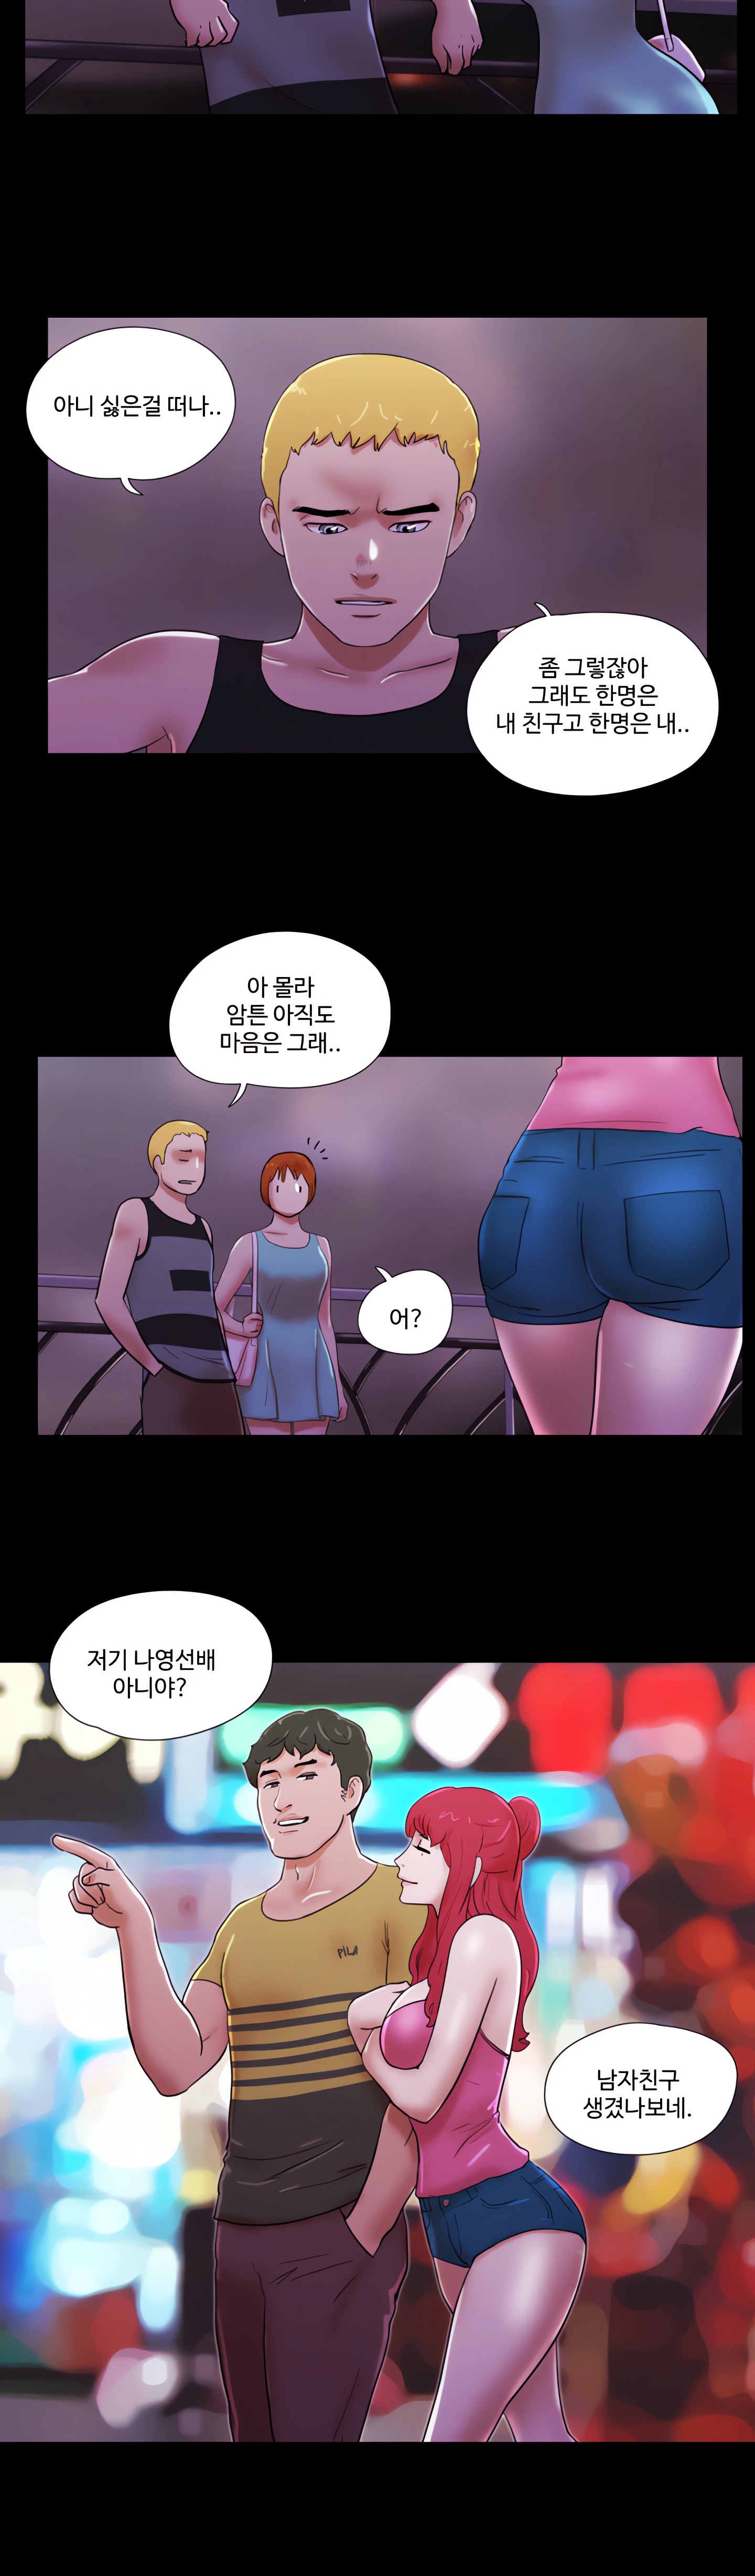 아니 싫은걸 떠나..
좀 그렇잖아
그래도 한명은
내 친구고 한명은 내..
아 몰라
암튼 아직도
마음은 그래..
어?
저기 나영선배
아니야?
PILA
남자친구
생겼나보네.